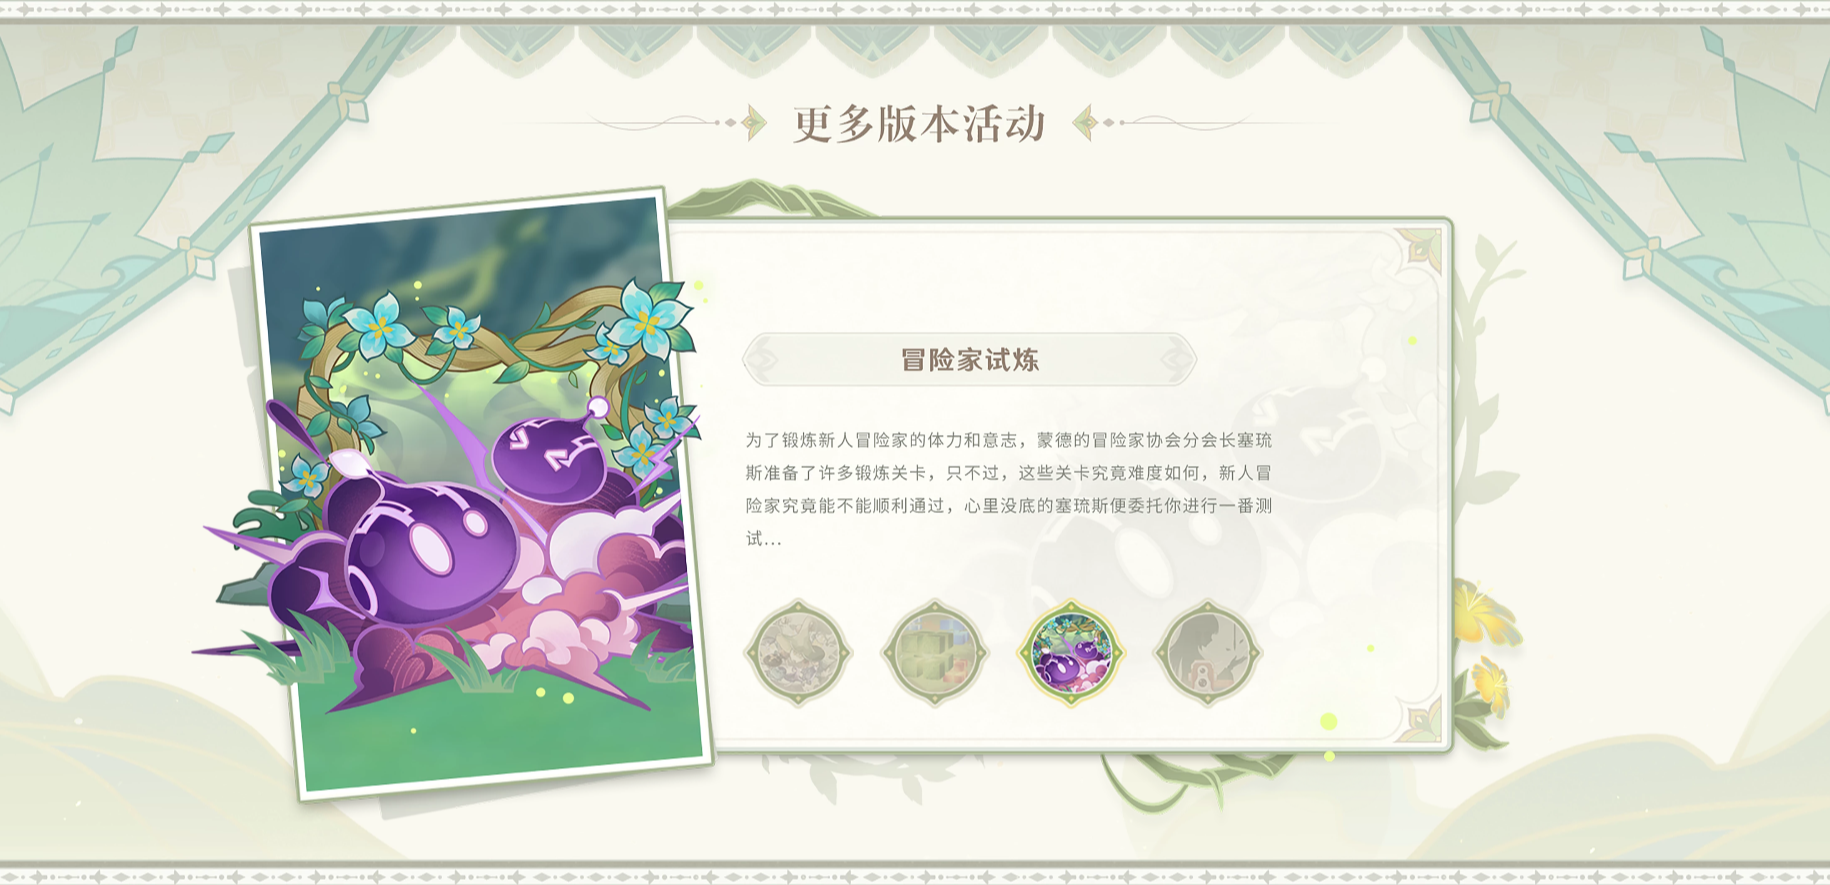 更多版本活动
冒险家试炼
为了锻炼新人冒险家的体力和意志，蒙德的冒险家协会分会长塞琉
斯准备了许多锻炼关卡，只不过，这些关卡究竟难度如何，新人冒
险家究竟能不能顺利通过，心里没底的塞琉斯便委托你进行一番测
试...